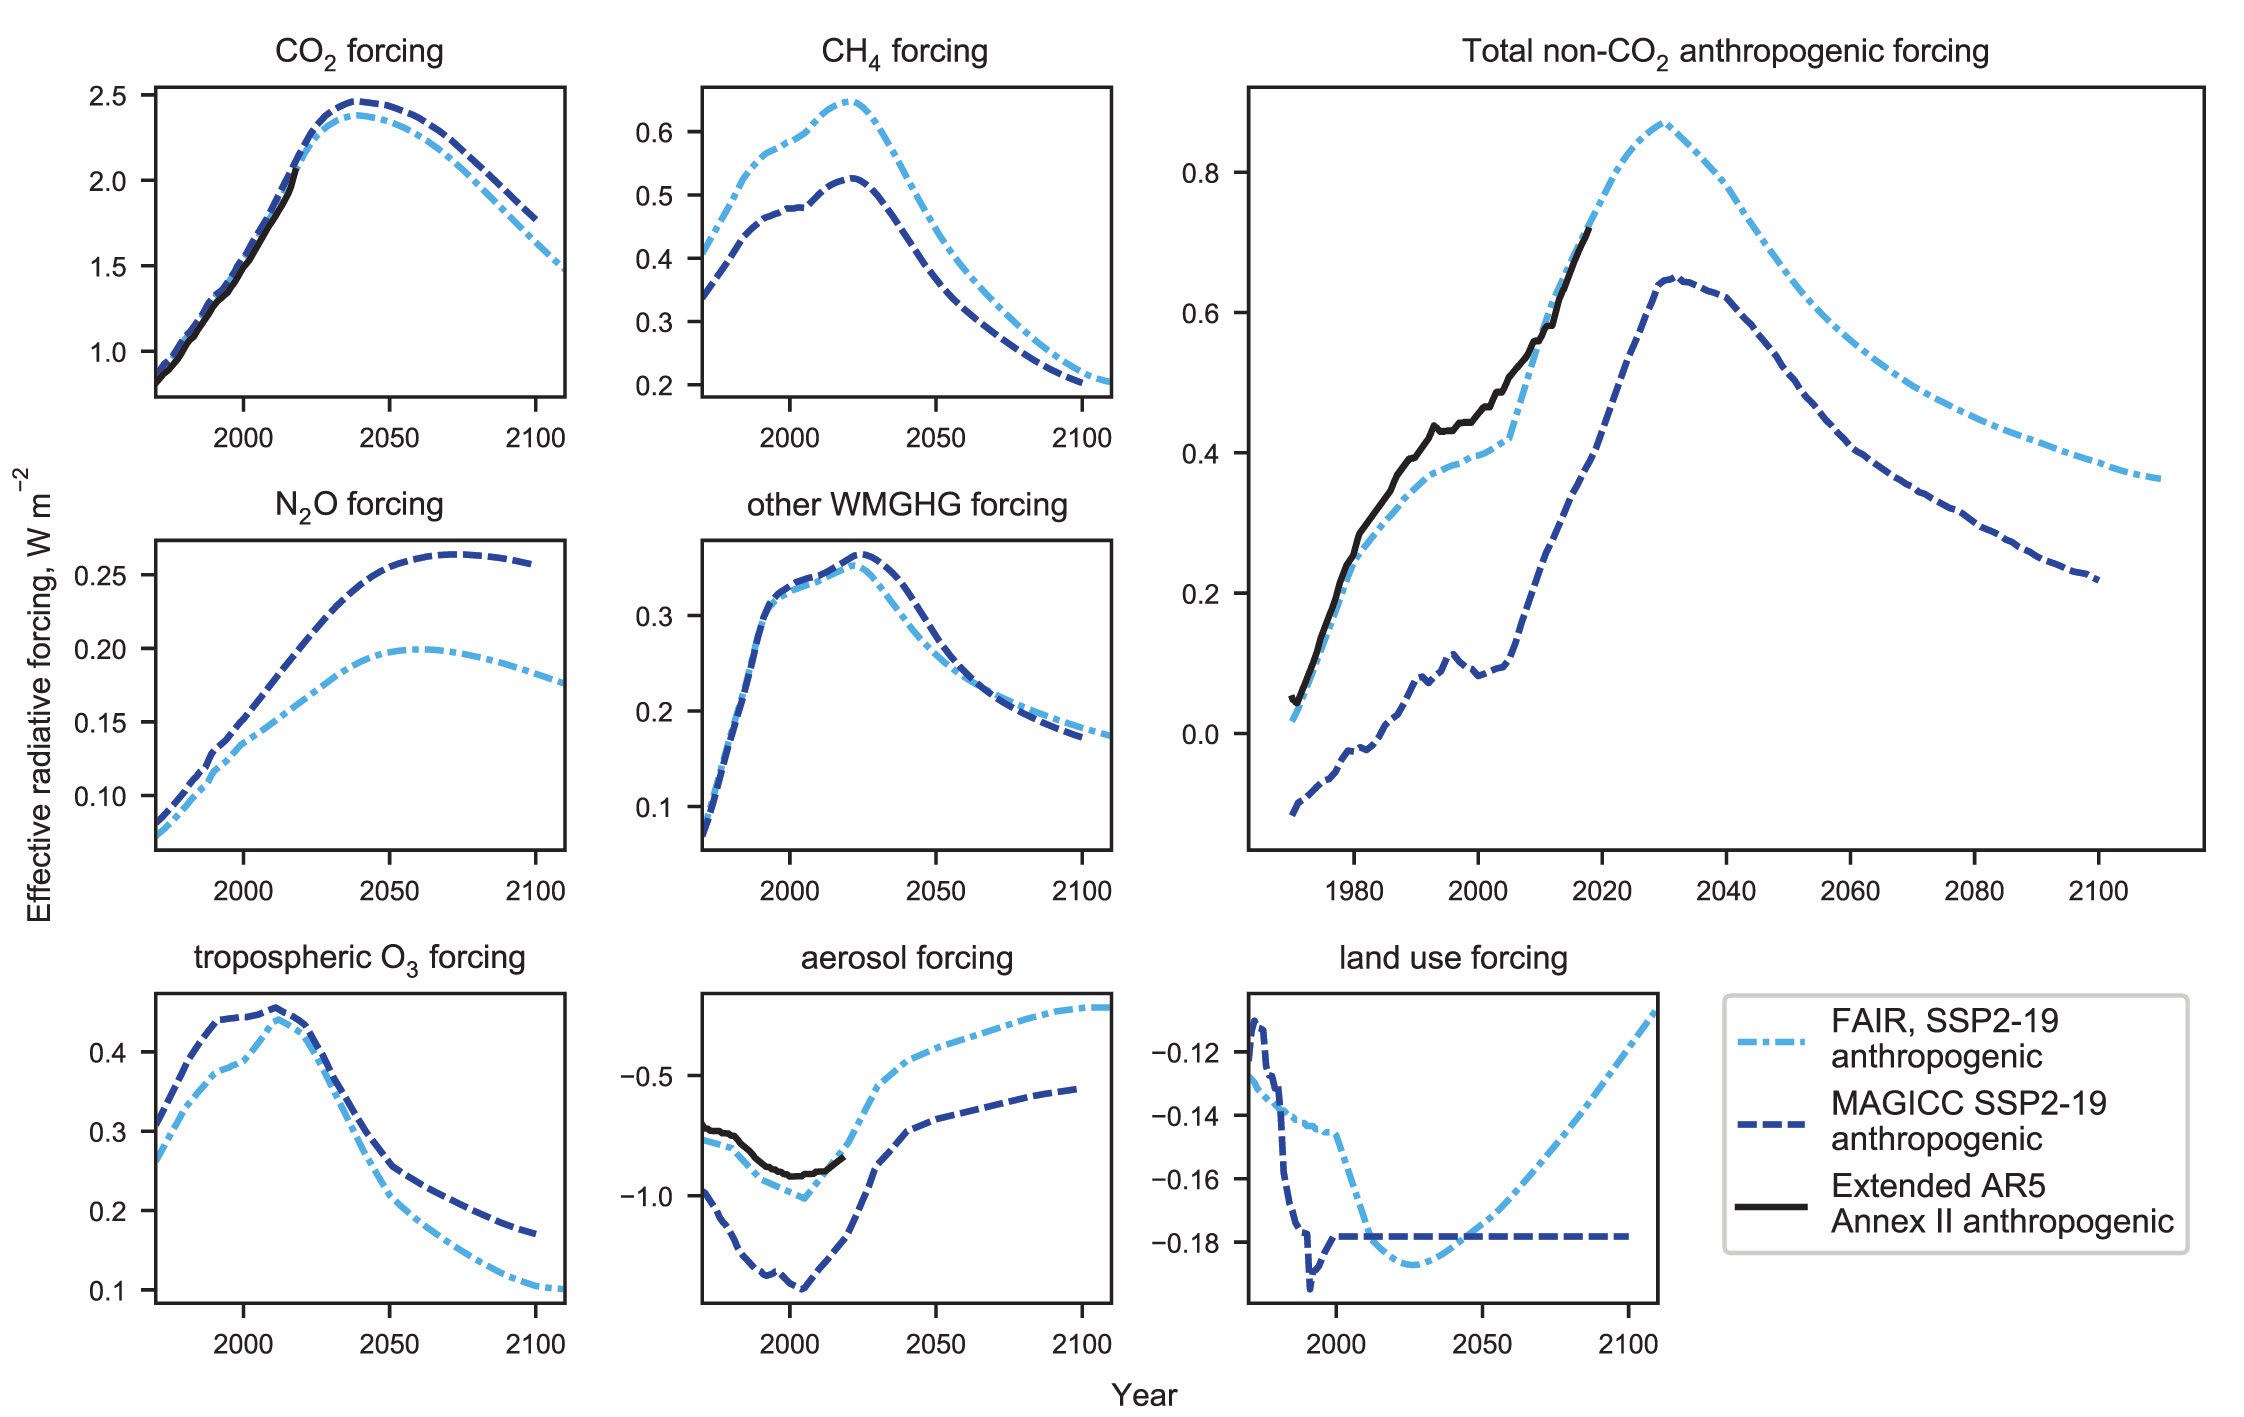 CO₂ forcing
2.5
2.0
1.5
1.0
2000 2050 2100
CH₄ forcing
0.6
0.5
0.4
0.3
0.2
2000 2050 2100
Total non-CO₂ anthropogenic forcing
0.8
0.6
0.4
0.2
0.0
1980 2000 2020 2040 2060 2080 2100
Effective radiative forcing, W m⁻²
N₂O forcing
0.25
0.20
0.15
0.10
2000 2050 2100
other WMGHG forcing
0.3
0.2
0.1
2000 2050 2100
tropospheric O₃ forcing
0.4
0.3
0.2
0.1
2000 2050 2100
aerosol forcing
−0.5
−1.0
2000 2050 2100
land use forcing
−0.12
−0.14
−0.16
−0.18
2000 2050 2100
FAIR, SSP2-19
anthropogenic
MAGICC SSP2-19
anthropogenic
Extended AR5
Annex II anthropogenic
Year